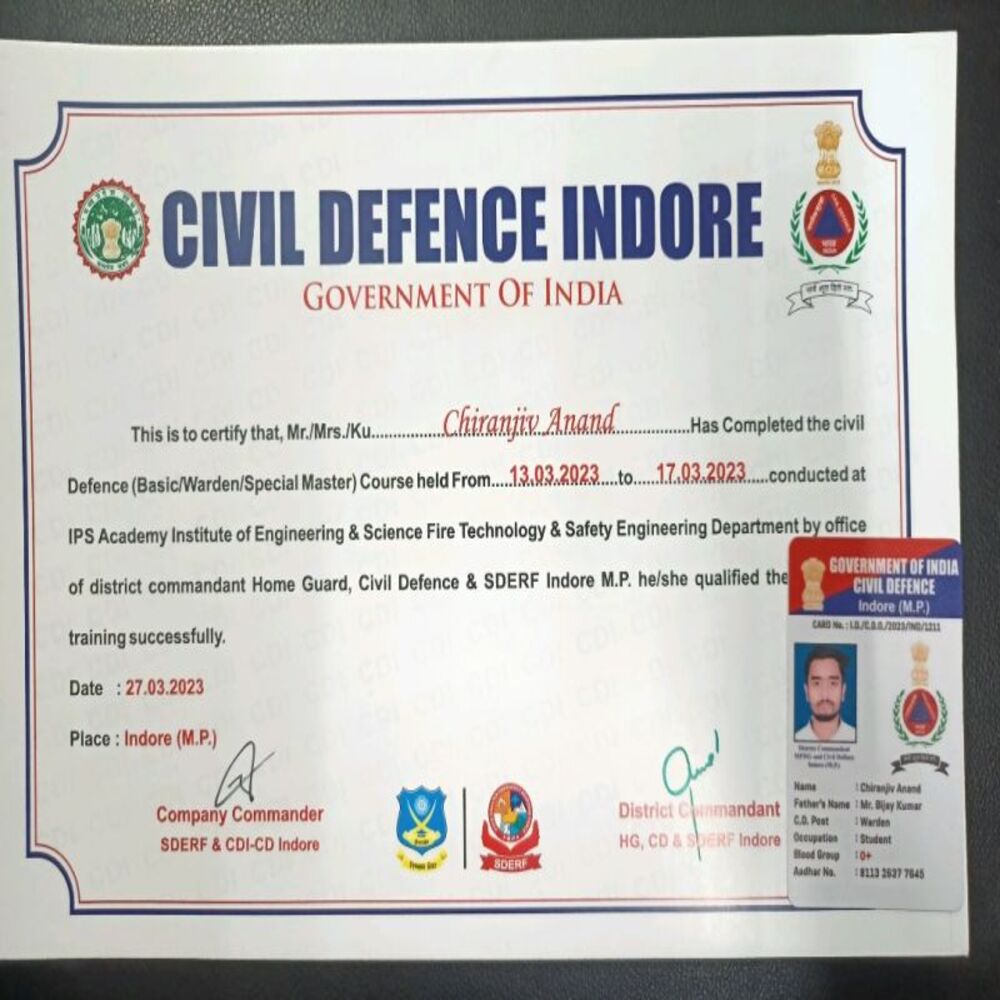 CIVIL DEFENCE INDORE
GOVERNMENT OF INDIA
This is to certify that, Mr./Mrs./Ku....................Chiranjiv Anand....................Has Completed the civil
Defence (Basic/Warden/Special Master) Course held From....13.03.2023....to.....17.03.2023.....conducted at
IPS Academy Institute of Engineering & Science Fire Technology & Safety Engineering Department by office
of district commandant Home Guard, Civil Defence & SDERF Indore M.P. he/she qualified the
training successfully.
Date : 27.03.2023
Place : Indore (M.P.)
Company Commander
SDERF & CDI-CD Indore
SDERF
District Commandant
HG, CD & SDERF Indore
GOVERNMENT OF INDIA
CIVIL DEFENCE
Indore (M.P.)
CARD No. : I.D./C.D.O./2023/IND/1211
District Commandant
Indore (M.P.)
Name : Chiranjiv Anand
Father's Name : Mr. Bijay Kumar
C.D. Post : Warden
Occupation : Student
Blood Group : O+
Aadhar No. : 8113 2637 7645